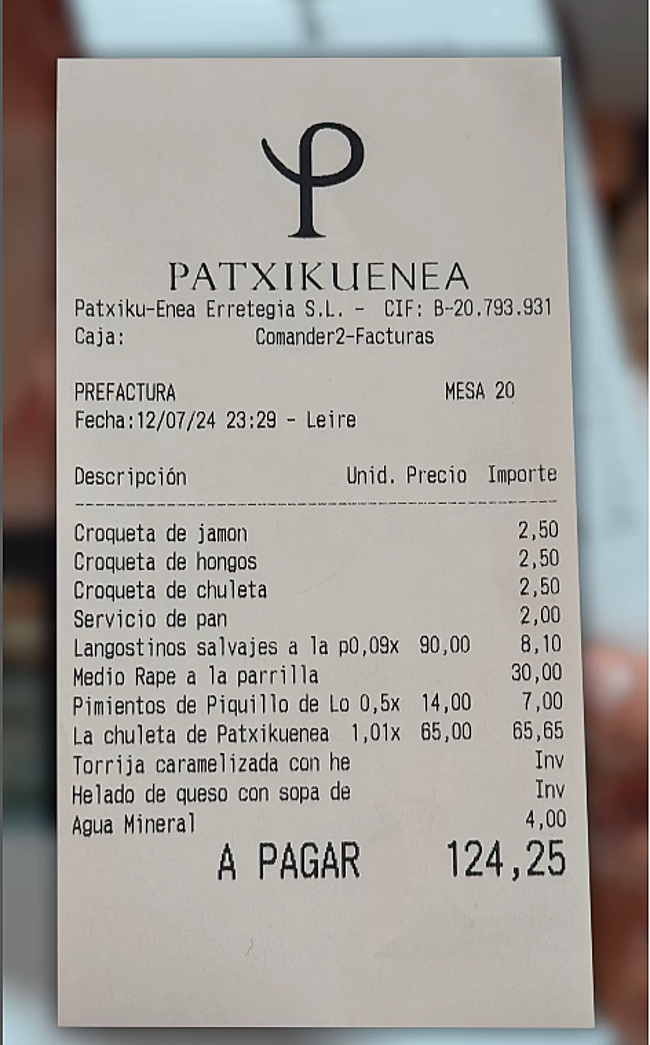 PATXIKUENEA
Patxiku-Enea Erretegia S.L. - CIF: B-20.793.931
Caja: Comander2-Facturas
PREFACTURA MESA 20
Fecha:12/07/24 23:29 - Leire
Descripción Unid. Precio Importe
Croqueta de jamon 2,50
Croqueta de hongos 2,50
Croqueta de chuleta 2,50
Servicio de pan 2,00
Langostinos salvajes a la p0,09x 90,00 8,10
Medio Rape a la parrilla 30,00
Pimientos de Piquillo de Lo 0,5x 14,00 7,00
La chuleta de Patxikuenea 1,01x 65,00 65,65
Torrija caramelizada con he Inv
Helado de queso con sopa de Inv
Agua Mineral 4,00
A PAGAR 124,25